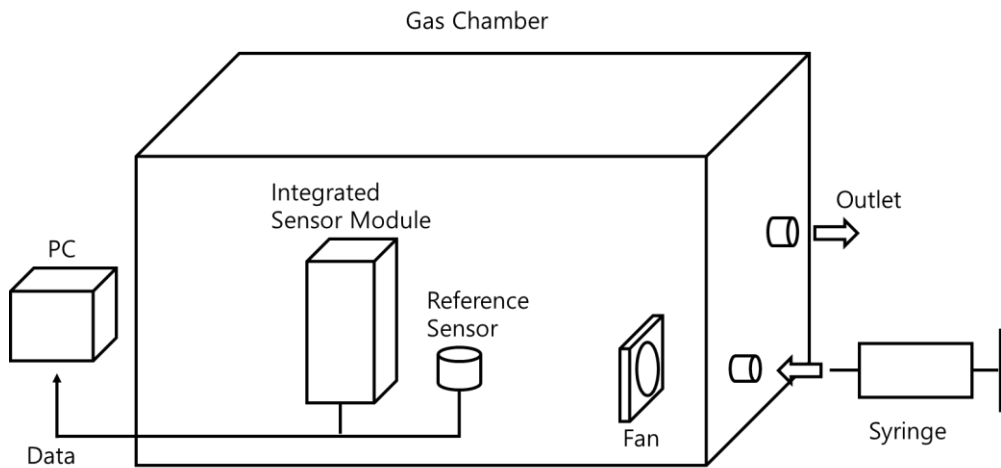 Gas Chamber
Integrated
Sensor Module
Outlet
PC
Reference
Sensor
Fan
Syringe
Data